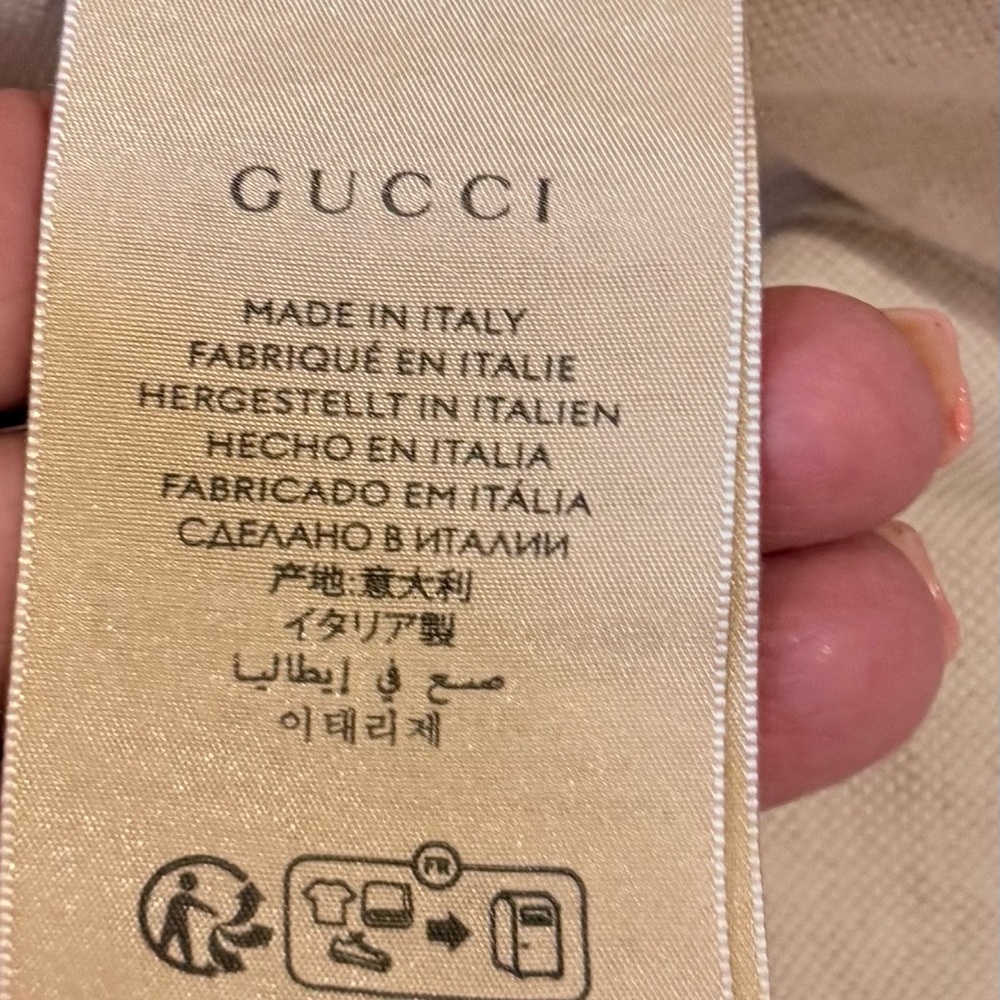 GUCCI
MADE IN ITALY
FABRIQUÉ EN ITALIE
HERGESTELLT IN ITALIEN
HECHO EN ITALIA
FABRICADO EM ITÁLIA
СДЕЛАНО В ИТАЛИИ
产地:意大利
イタリア製
صنع في إيطاليا
이태리제
FR